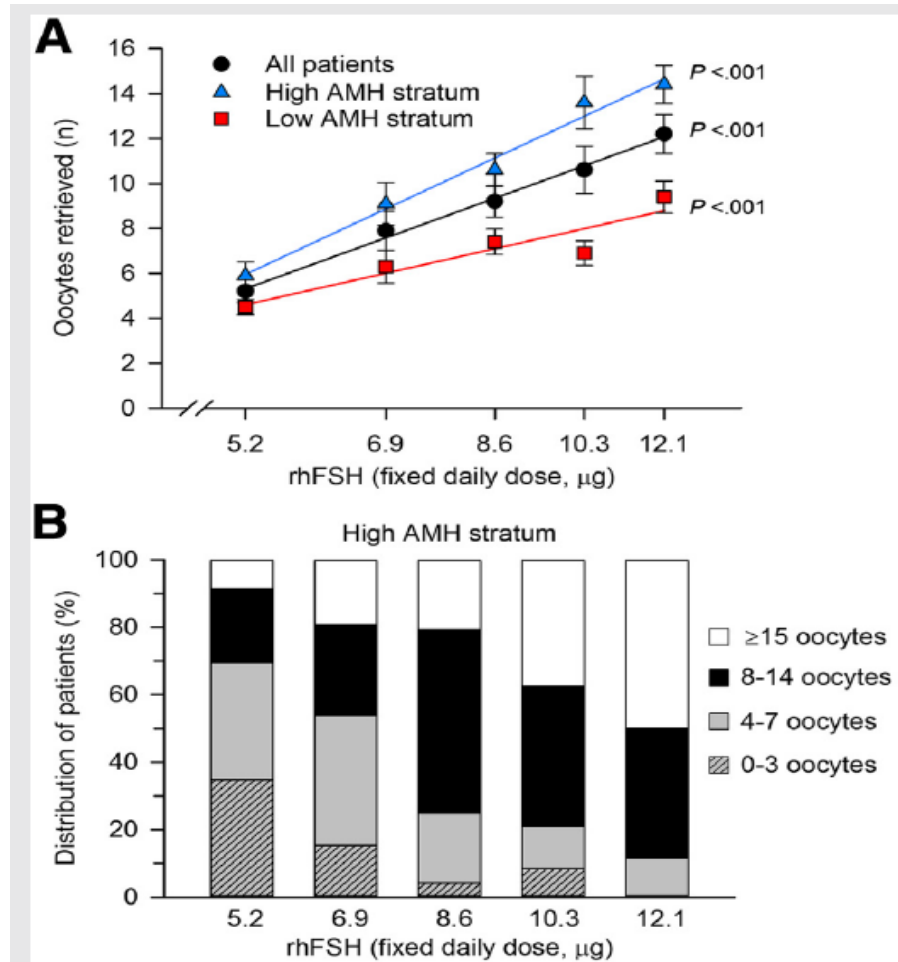 A
16
14
12
10
8
6
4
2
0
Oocytes retrieved (n)
All patients
High AMH stratum
Low AMH stratum
P <.001
P <.001
P <.001
5.2 6.9 8.6 10.3 12.1
rhFSH (fixed daily dose, μg)
B
High AMH stratum
100
80
60
40
20
0
Distribution of patients (%)
≥15 oocytes
8-14 oocytes
4-7 oocytes
0-3 oocytes
5.2 6.9 8.6 10.3 12.1
rhFSH (fixed daily dose, μg)